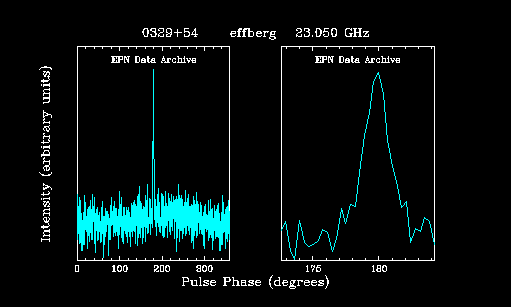 0329+54 effberg 23.050 GHz
EPN Data Archive EPN Data Archive
Intensity (arbitrary units)
0 100 200 300 175 180
Pulse Phase (degrees)